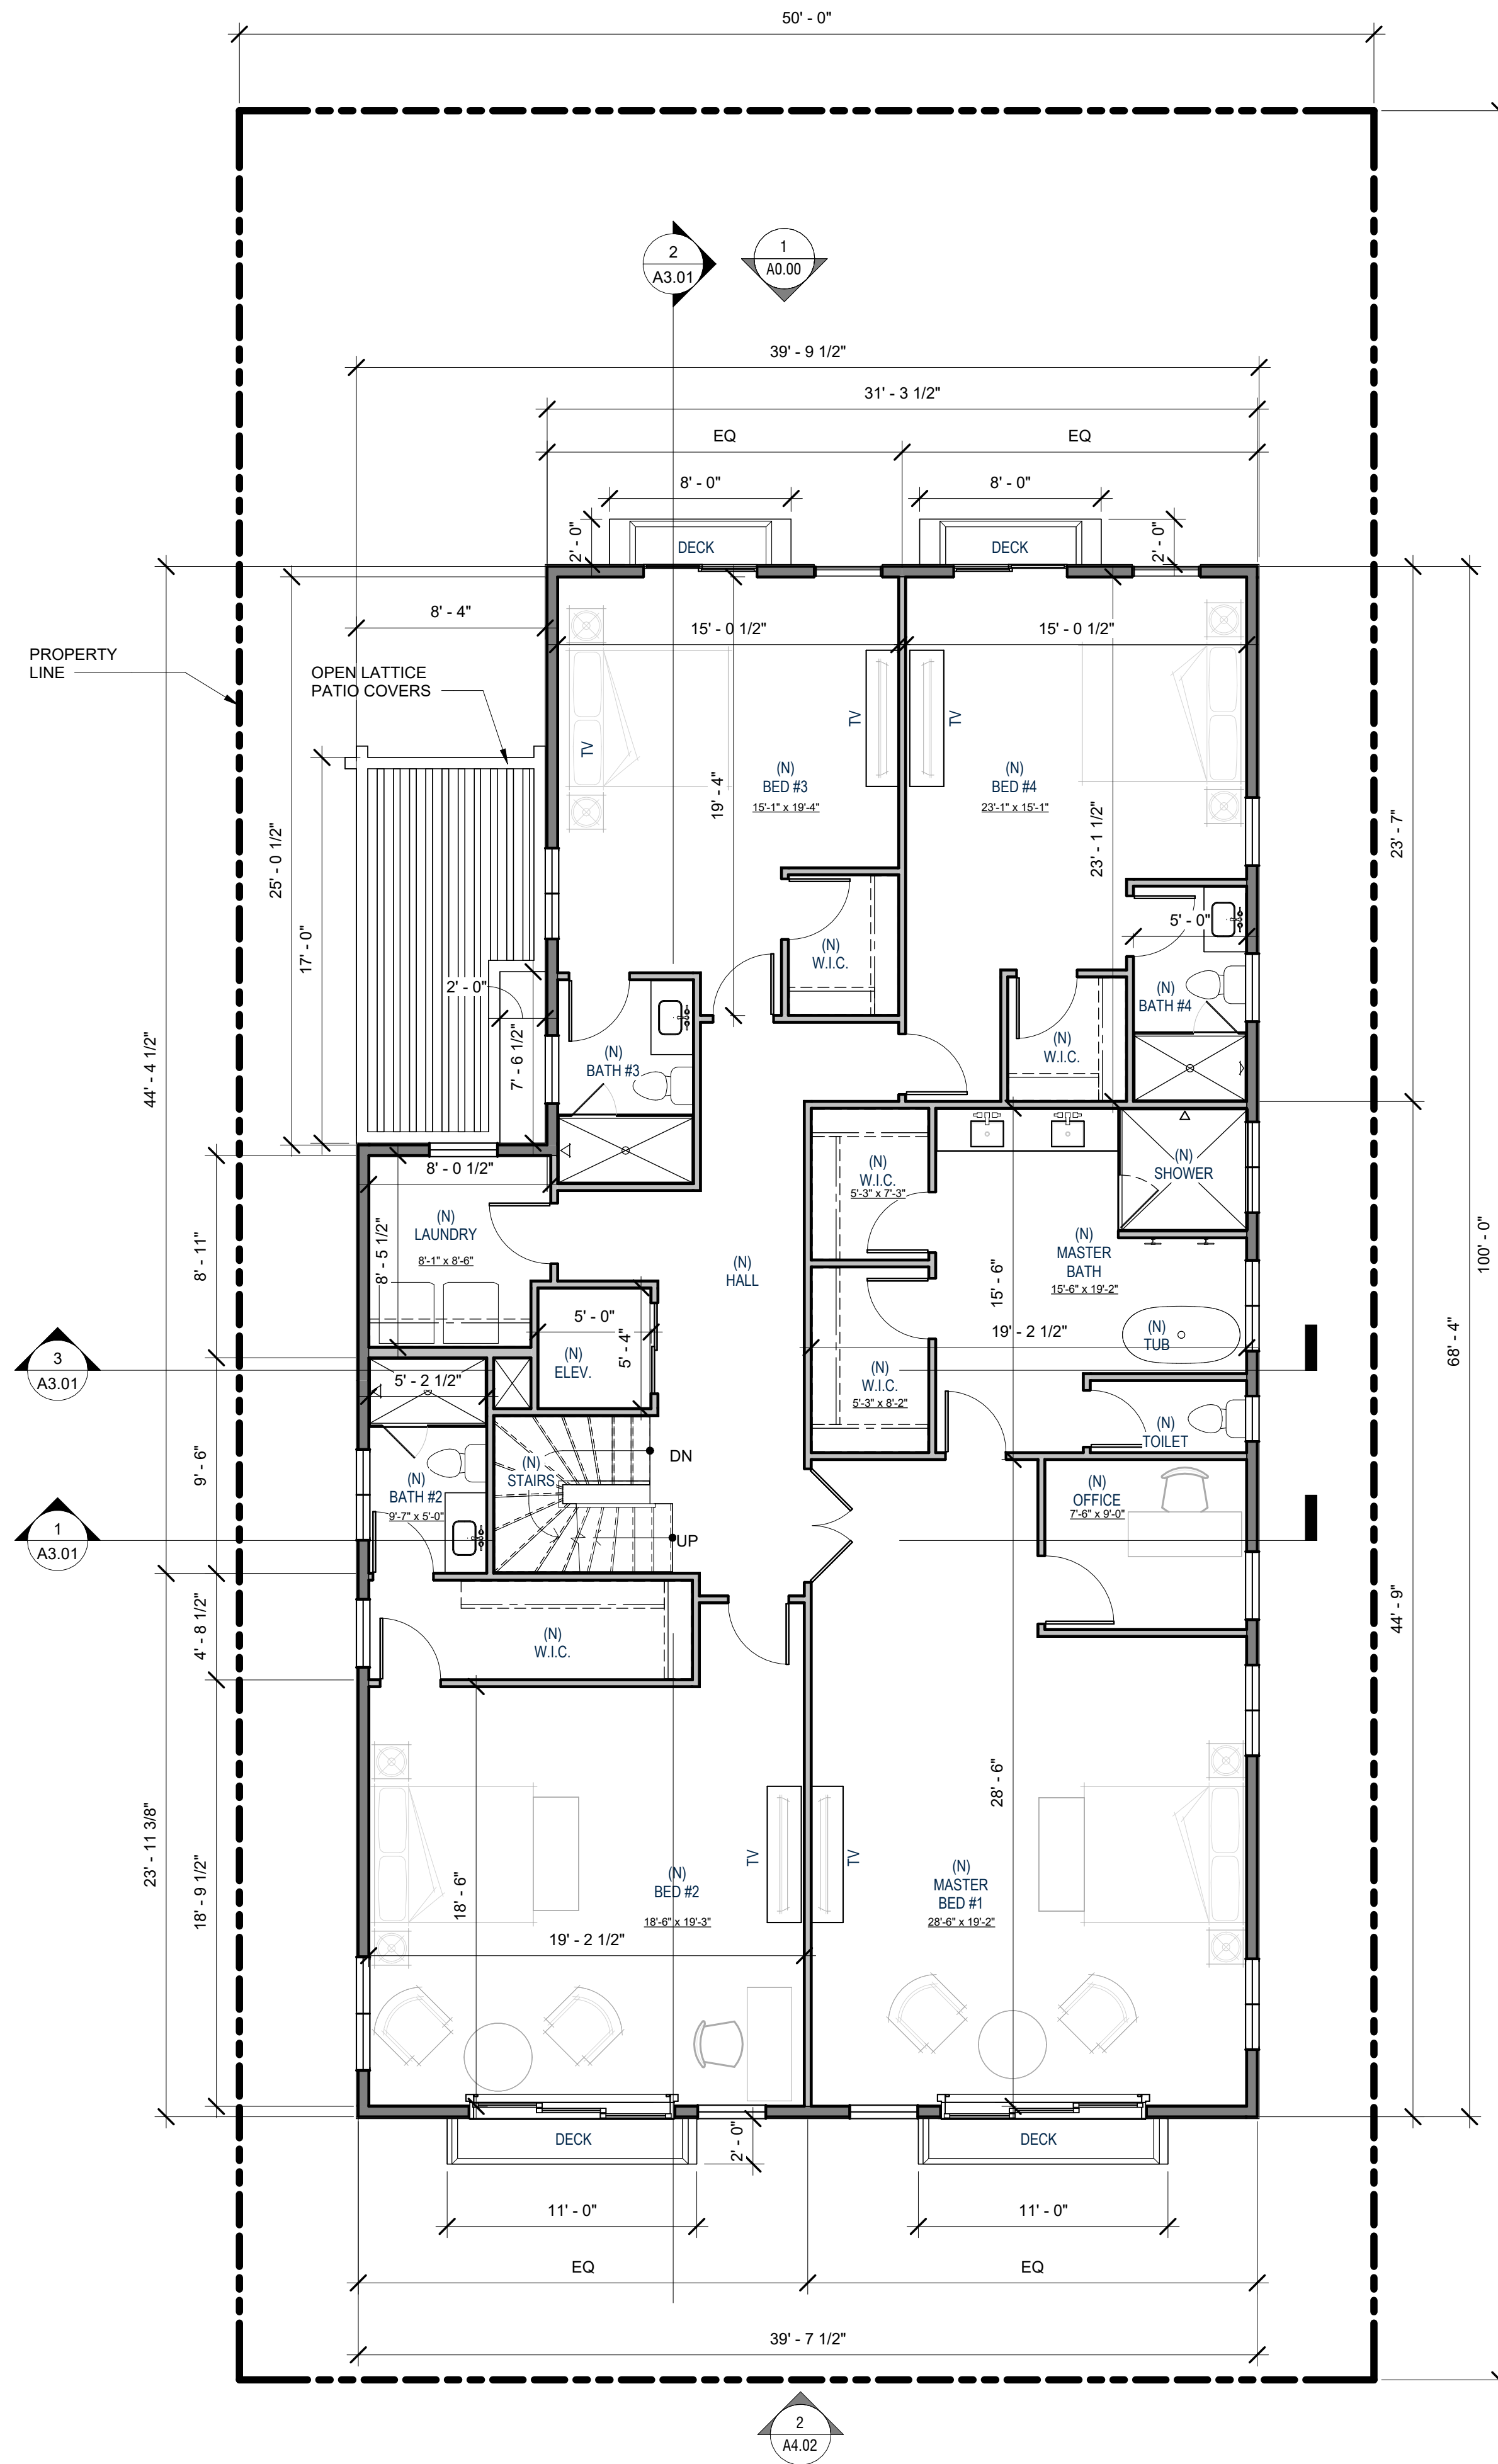 50' - 0"
2
A3.01
1
A0.00
39' - 9 1/2"
31' - 3 1/2"
EQ
EQ
8' - 0"
8' - 0"
2' - 0"
2' - 0"
DECK
DECK
8' - 4"
15' - 0 1/2"
15' - 0 1/2"
PROPERTY
LINE
OPEN LATTICE
PATIO COVERS
TV
TV
TV
(N)
BED #3
15'-1" x 19'-4"
(N)
BED #4
23'-1" x 15'-1"
19' - 4"
23' - 1 1/2"
23' - 7"
25' - 0 1/2"
17' - 0"
44' - 4 1/2"
5' - 0"
(N)
W.I.C.
(N)
BATH #4
2' - 0"
7' - 6 1/2"
(N)
BATH #3
(N)
W.I.C.
8' - 0 1/2"
(N)
W.I.C.
5'-3" x 7'-3"
(N)
SHOWER
(N)
LAUNDRY
8'-1" x 8'-6"
8' - 5 1/2"
8' - 11"
(N)
HALL
(N)
MASTER
BATH
15'-6" x 19'-2"
15' - 6"
100' - 0"
68' - 4"
5' - 0"
5' - 4"
19' - 2 1/2"
(N)
TUB
(N)
ELEV.
3
A3.01
5' - 2 1/2"
(N)
W.I.C.
5'-3" x 8'-2"
9' - 6"
(N)
TOILET
DN
(N)
STAIRS
(N)
BATH #2
9'-7" x 5'-0"
(N)
OFFICE
7'-6" x 9'-0"
1
A3.01
UP
4' - 8 1/2"
(N)
W.I.C.
44' - 9"
28' - 6"
23' - 11 3/8"
18' - 9 1/2"
18' - 6"
TV
TV
(N)
BED #2
18'-6" x 19'-3"
(N)
MASTER
BED #1
28'-6" x 19'-2"
19' - 2 1/2"
DECK
2' - 0"
DECK
11' - 0"
11' - 0"
EQ
EQ
39' - 7 1/2"
2
A4.02